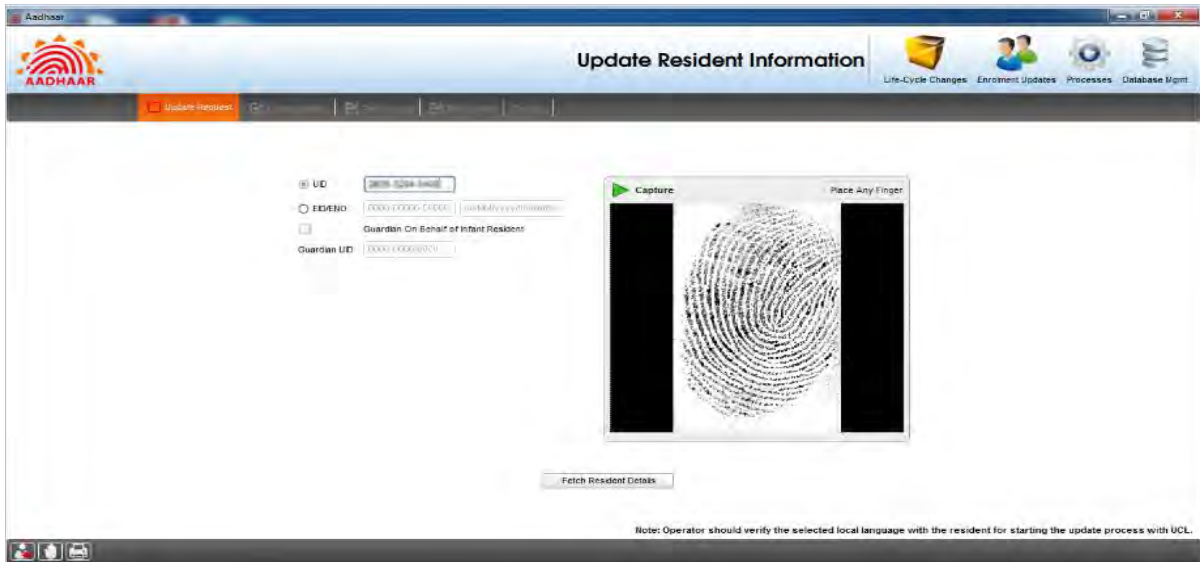 Aadhaar
AADHAAR
Update Resident Information
Life-Cycle Changes
Enrolment Updates
Processes
Database Mgmt
Update Request
UID
EID/ENO
Guardian On Behalf of Infant Resident
Guardian UID
Capture
Place Any Finger
Fetch Resident Details
Note: Operator should verify the selected local language with the resident for starting the update process with UCL.